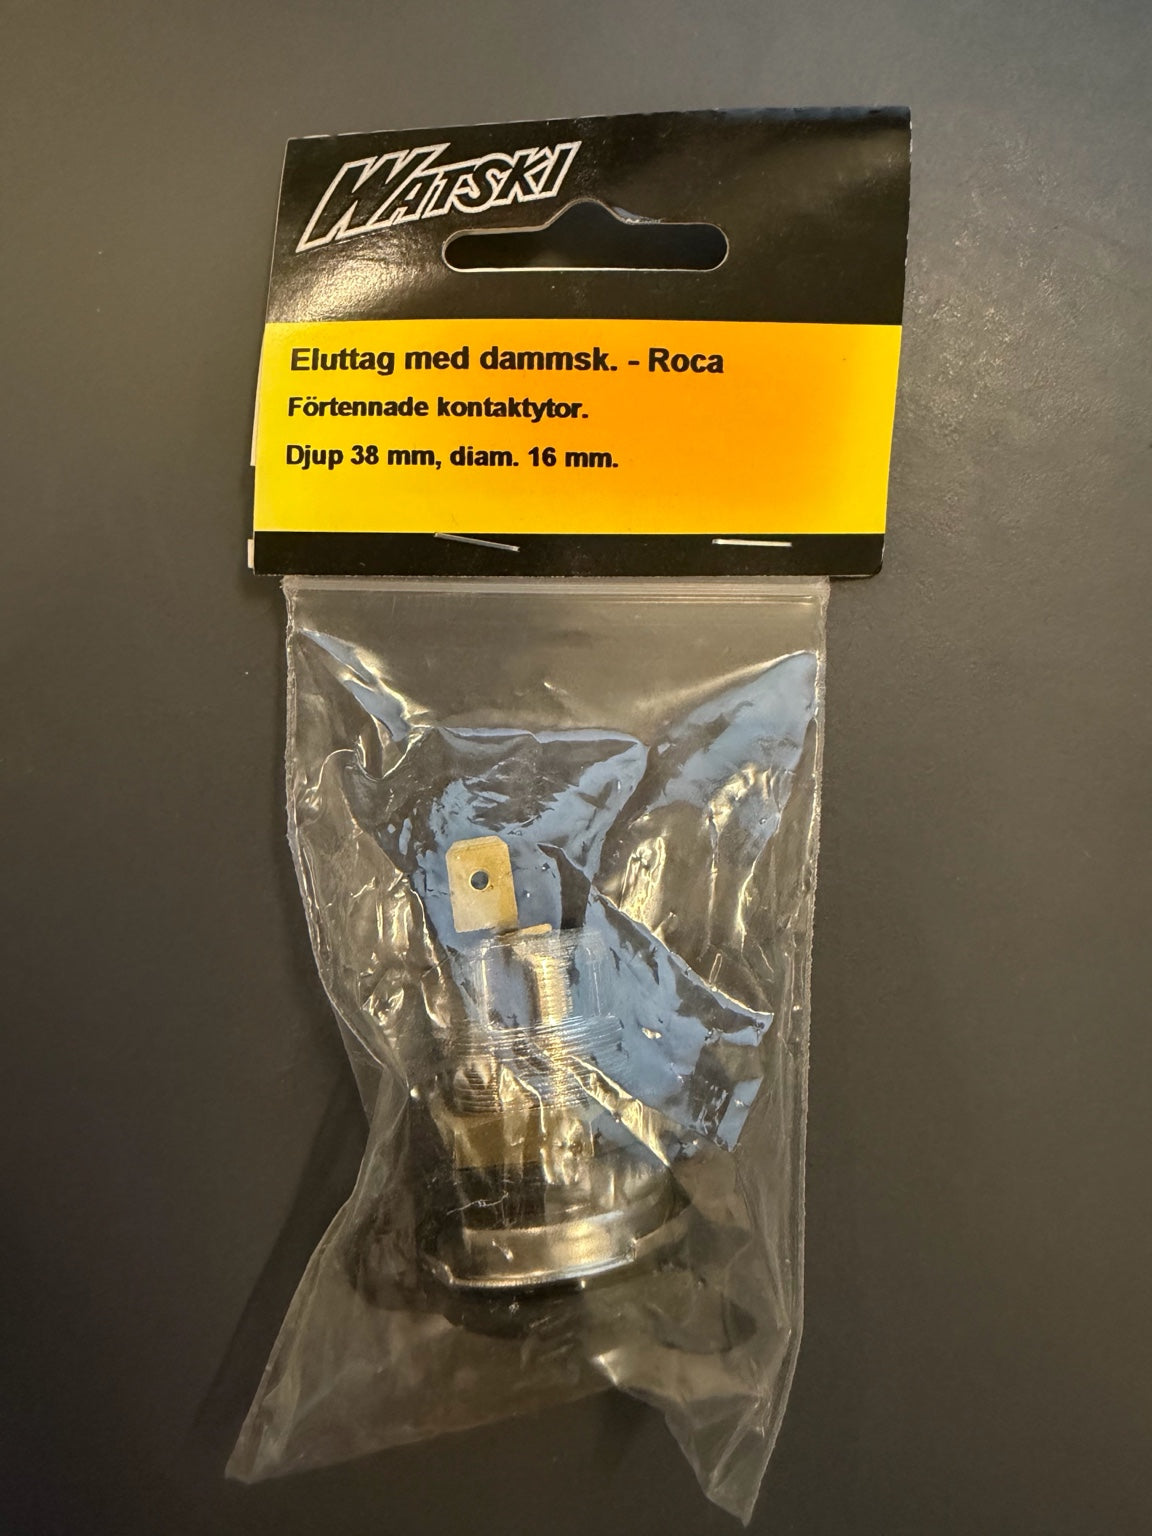 WATSKI
Eluttag med dammsk. - Roca
Förtennade kontaktytor.
Djup 38 mm, diam. 16 mm.